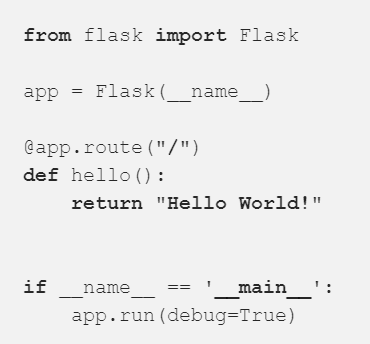 from flask import Flask
app = Flask(__name__)
@app.route("/")
def hello():
    return "Hello World!"
if __name__ == '__main__':
    app.run(debug=True)